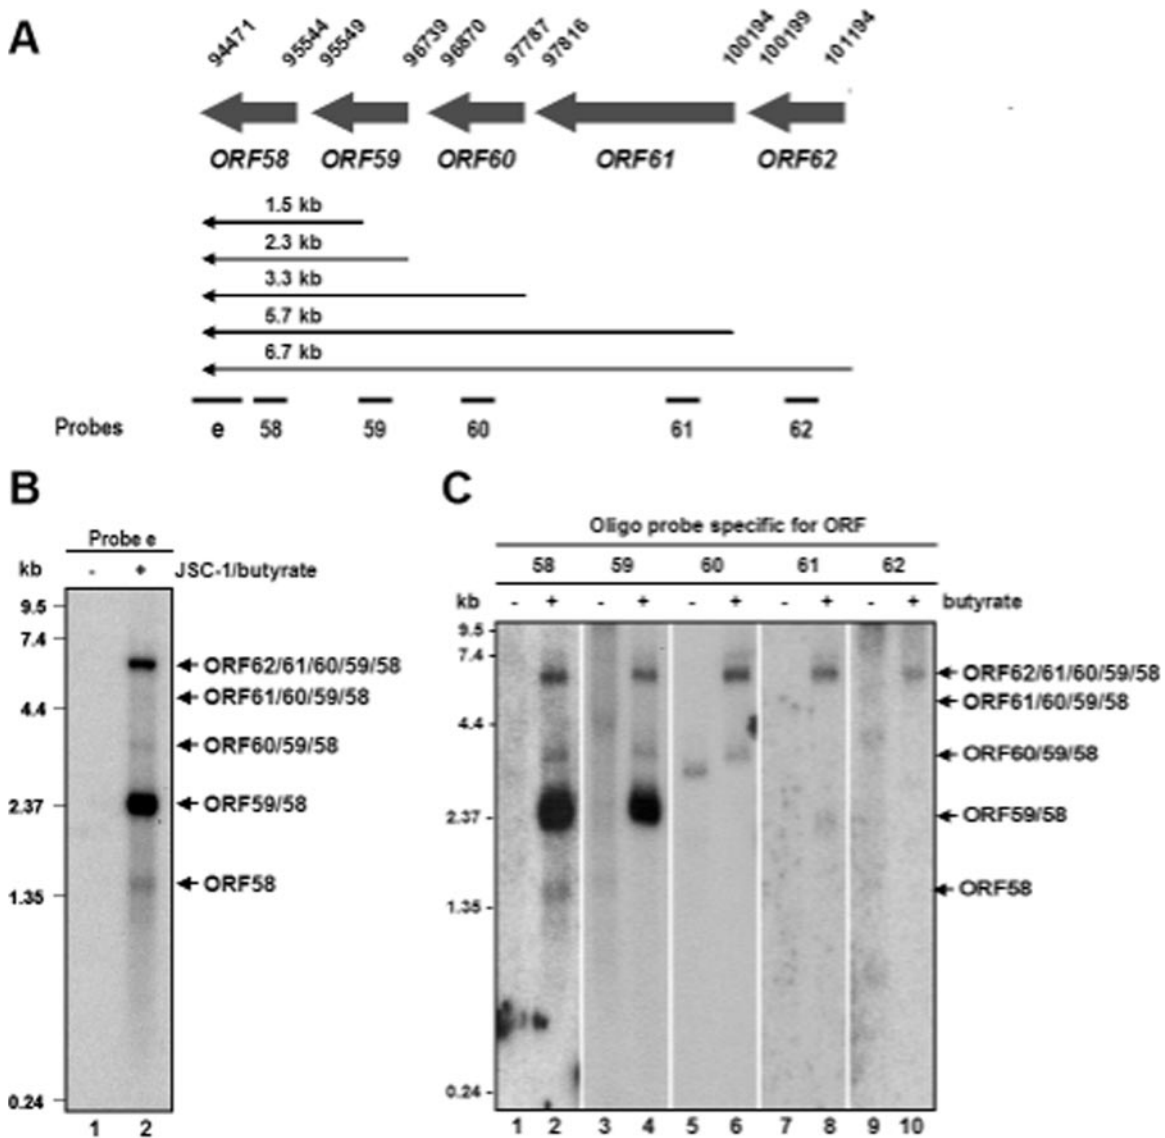 A
94471 95544 95549 96739 96870 97787 97816 100194 100199 101194
ORF58 ORF59 ORF60 ORF61 ORF62
1.5 kb
2.3 kb
3.3 kb
5.7 kb
6.7 kb
Probes e 58 59 60 61 62
B
Probe e
kb - + JSC-1/butyrate
9.5
7.4
ORF62/61/60/59/58
ORF61/60/59/58
4.4
ORF60/59/58
2.37 ORF59/58
ORF58
1.35
0.24
1 2
C
Oligo probe specific for ORF
58 59 60 61 62
kb - + - + - + - + - + butyrate
9.5
7.4
ORF62/61/60/59/58
ORF61/60/59/58
4.4
ORF60/59/58
2.37 ORF59/58
ORF58
1.35
0.24
1 2 3 4 5 6 7 8 9 10